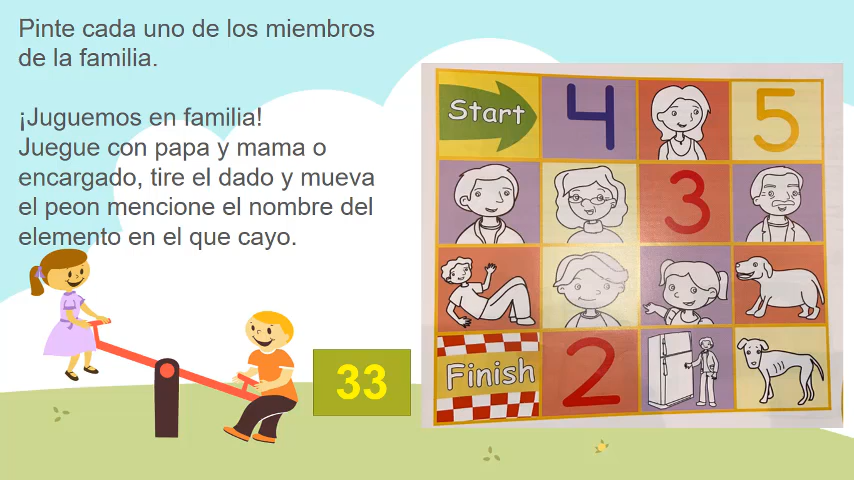 Pinte cada uno de los miembros
de la familia.
¡Juguemos en familia!
Juegue con papa y mama o
encargado, tire el dado y mueva
el peon mencione el nombre del
elemento en el que cayo.
33
Start
4
5
3
Finish
2